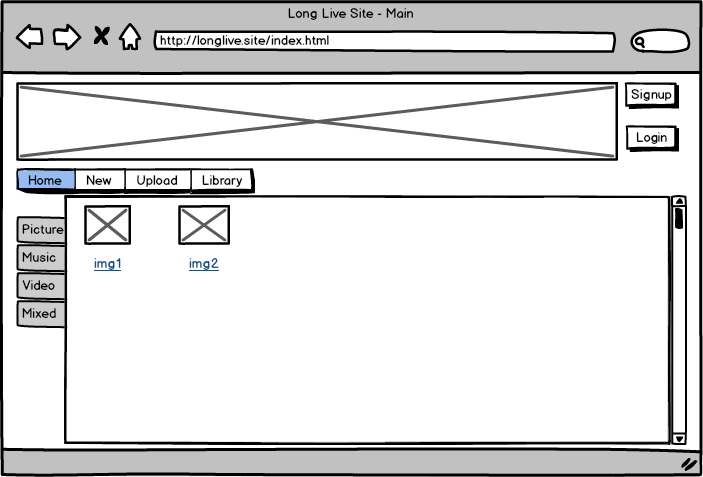 Long Live Site - Main
http://longlive.site/index.html
Signup
Login
Home New Upload Library
Picture
Music
Video
Mixed
img1 img2